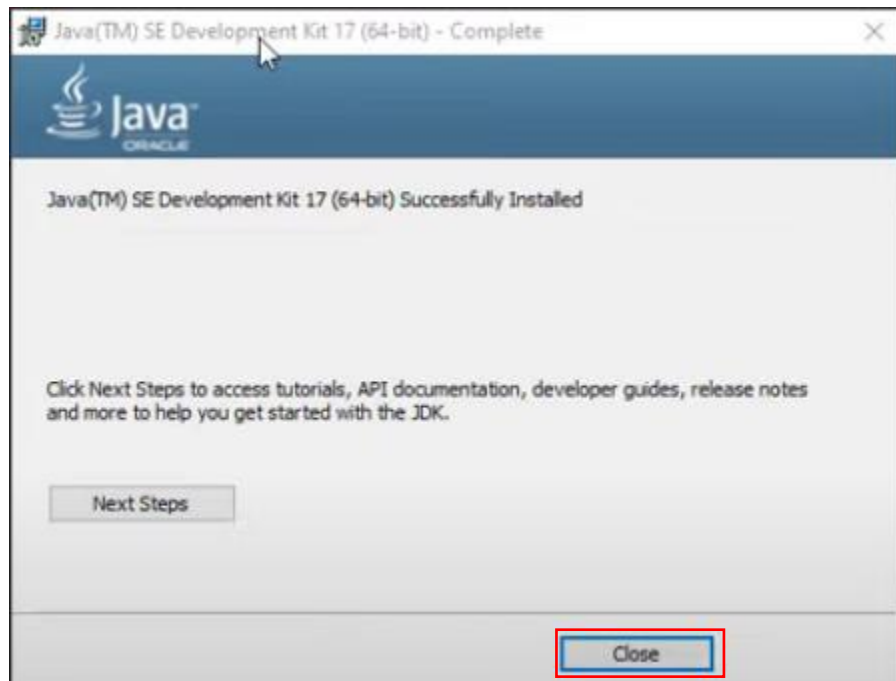 Java(TM) SE Development Kit 17 (64-bit) - Complete
Java
ORACLE
Java(TM) SE Development Kit 17 (64-bit) Successfully Installed
Click Next Steps to access tutorials, API documentation, developer guides, release notes
and more to help you get started with the JDK.
Next Steps
Close